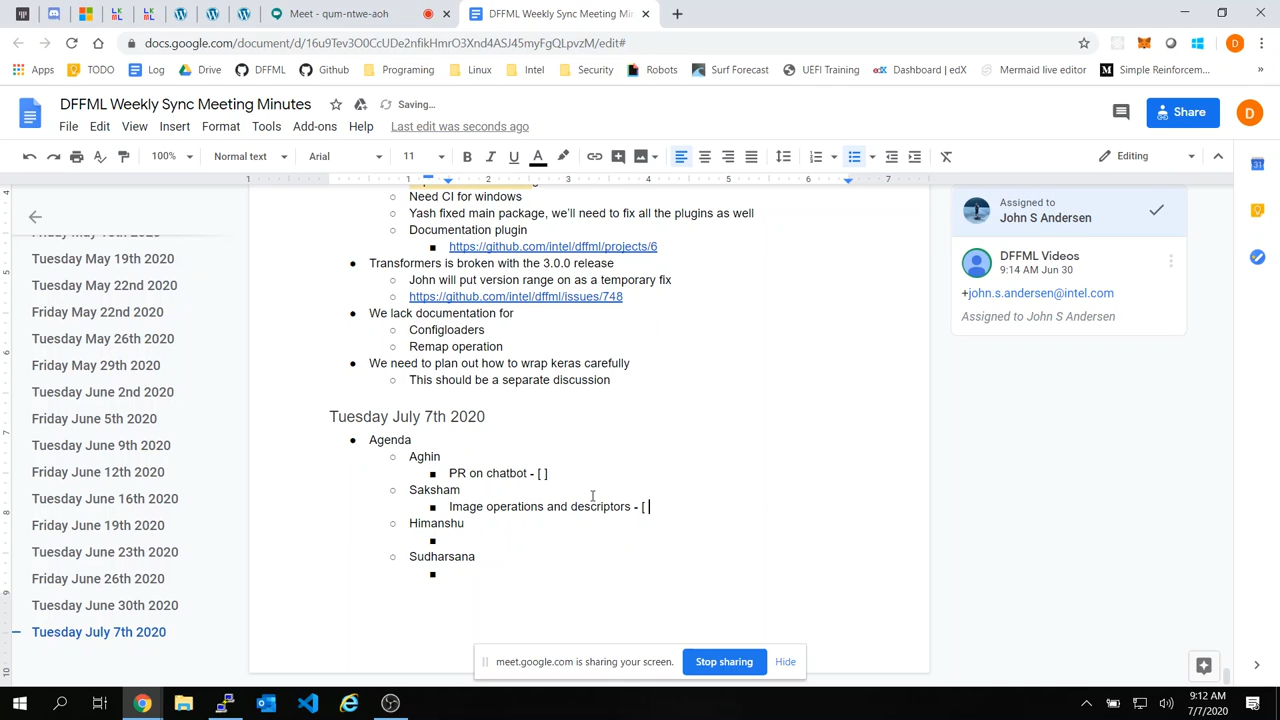 Meet - qum-ntwe-aoh
DFFML Weekly Sync Meeting Min
docs.google.com/document/d/16u9Tev3O0CcUDe2nfikHmrO3Xnd4ASJ45myFgQLpvzM/edit#
D
Apps TODO Log Drive DFFML Github Programing Linux Intel Security Robots Surf Forecast UEFI Training Dashboard | edX Mermaid live editor Simple Reinforcem... »
DFFML Weekly Sync Meeting Minutes Saving...
File Edit View Insert Format Tools Add-ons Help Last edit was seconds ago
Share
D
100% Normal text Arial 11 B I U A Editing
1 1 2 3 4 5 6 7
Tuesday May 19th 2020
Tuesday May 22nd 2020
Friday May 22nd 2020
Tuesday May 26th 2020
Friday May 29th 2020
Tuesday June 2nd 2020
Friday June 5th 2020
Tuesday June 9th 2020
Friday June 12th 2020
Tuesday June 16th 2020
Friday June 19th 2020
Tuesday June 23th 2020
Friday June 26th 2020
Tuesday June 30th 2020
Tuesday July 7th 2020
Need CI for windows
Yash fixed main package, we'll need to fix all the plugins as well
Documentation plugin
https://github.com/intel/dffml/projects/6
Transformers is broken with the 3.0.0 release
John will put version range on as a temporary fix
https://github.com/intel/dffml/issues/748
We lack documentation for
Configloaders
Remap operation
We need to plan out how to wrap keras carefully
This should be a separate discussion
Tuesday July 7th 2020
Agenda
Aghin
PR on chatbot - [ ]
Saksham
Image operations and descriptors - [
Himanshu
Sudharsana
Assigned to
John S Andersen
DFFML Videos
9:14 AM Jun 30
+john.s.andersen@intel.com
Assigned to John S Andersen
31
meet.google.com is sharing your screen. Stop sharing Hide
9:12 AM
7/7/2020